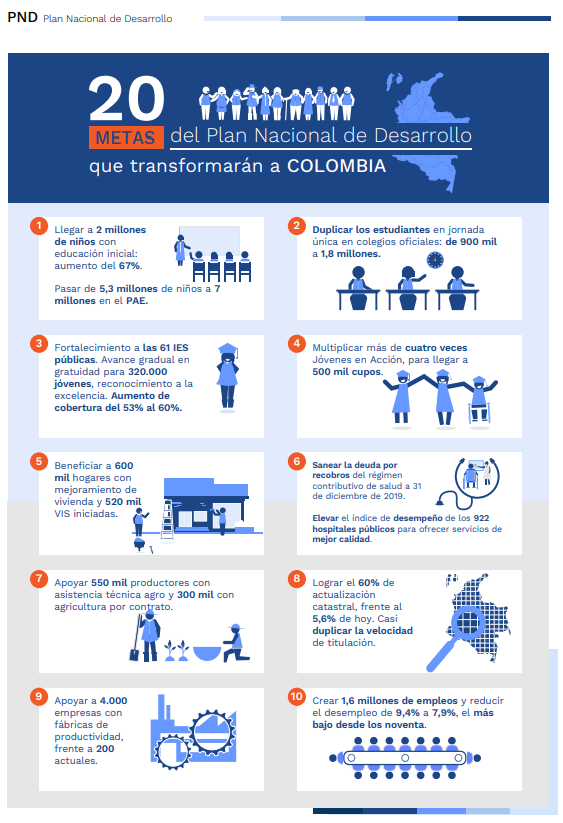 PND Plan Nacional de Desarrollo
20
METAS del Plan Nacional de Desarrollo
que transformarán a COLOMBIA
1
Llegar a 2 millones
de niños con
educación inicial:
aumento del 67%.
Pasar de 5,3 millones de niños a 7
millones en el PAE.
2
Duplicar los estudiantes en jornada
única en colegios oficiales: de 900 mil
a 1,8 millones.
3
Fortalecimiento a las 61 IES
públicas. Avance gradual en
gratuidad para 320.000
jóvenes, reconocimiento a la
excelencia. Aumento de
cobertura del 53% al 60%.
4
Multiplicar más de cuatro veces
Jóvenes en Acción, para llegar a
500 mil cupos.
5
Beneficiar a 600
mil hogares con
mejoramiento de
vivienda y 520 mil
VIS iniciadas.
6
Sanear la deuda por
recobros del régimen
contributivo de salud a 31
de diciembre de 2019.
Elevar el índice de desempeño de los 922
hospitales públicos para ofrecer servicios de
mejor calidad.
7
Apoyar 550 mil productores con
asistencia técnica agro y 300 mil con
agricultura por contrato.
8
Lograr el 60% de
actualización
catastral, frente al
5,6% de hoy. Casi
duplicar la velocidad
de titulación.
9
Apoyar a 4.000
empresas con
fábricas de
productividad,
frente a 200
actuales.
10
Crear 1,6 millones de empleos y reducir
el desempleo de 9,4% a 7,9%, el más
bajo desde los noventa.